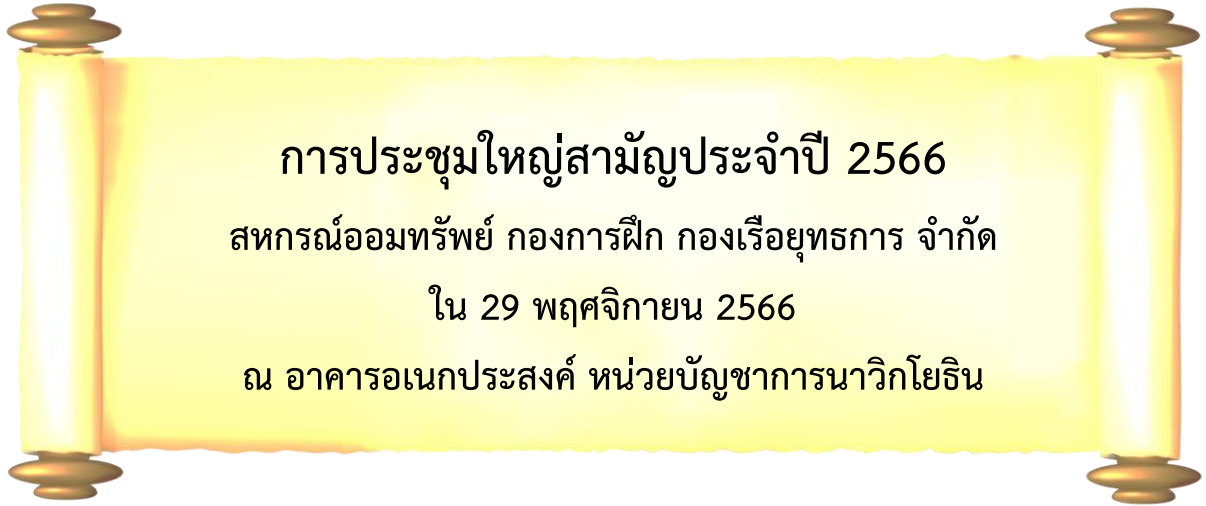 การประชุมใหญ่สามัญประจำปี 2566
สหกรณ์ออมทรัพย์ กองการฝึก กองเรือยุทธการ จำกัด
ใน 29 พฤศจิกายน 2566
ณ อาคารอเนกประสงค์ หน่วยบัญชาการนาวิกโยธิน